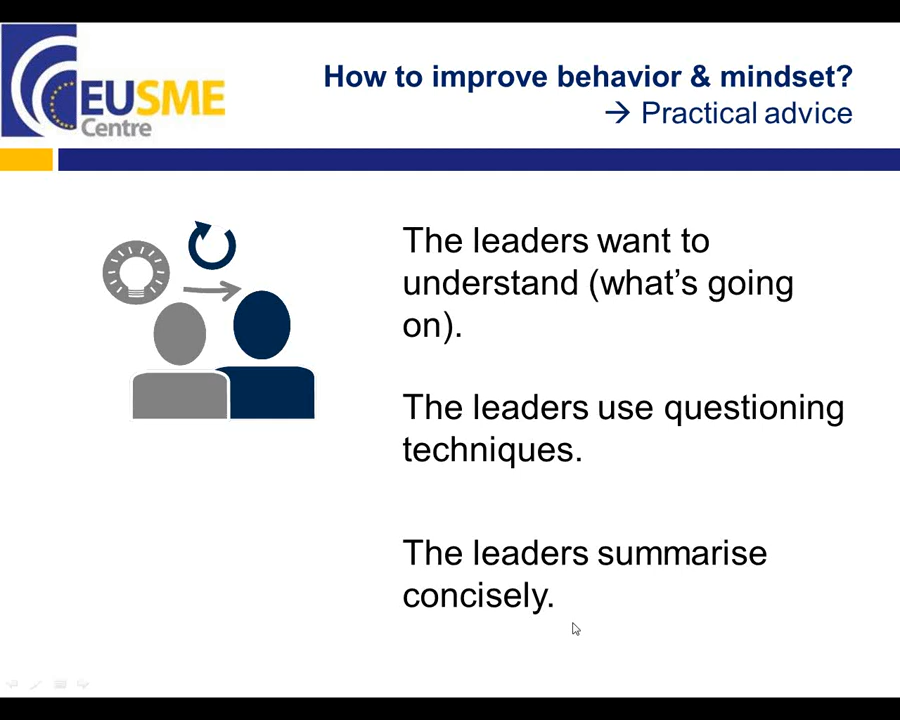 EUSME
Centre
How to improve behavior & mindset?
→ Practical advice
The leaders want to
understand (what’s going
on).
The leaders use questioning
techniques.
The leaders summarise
concisely.